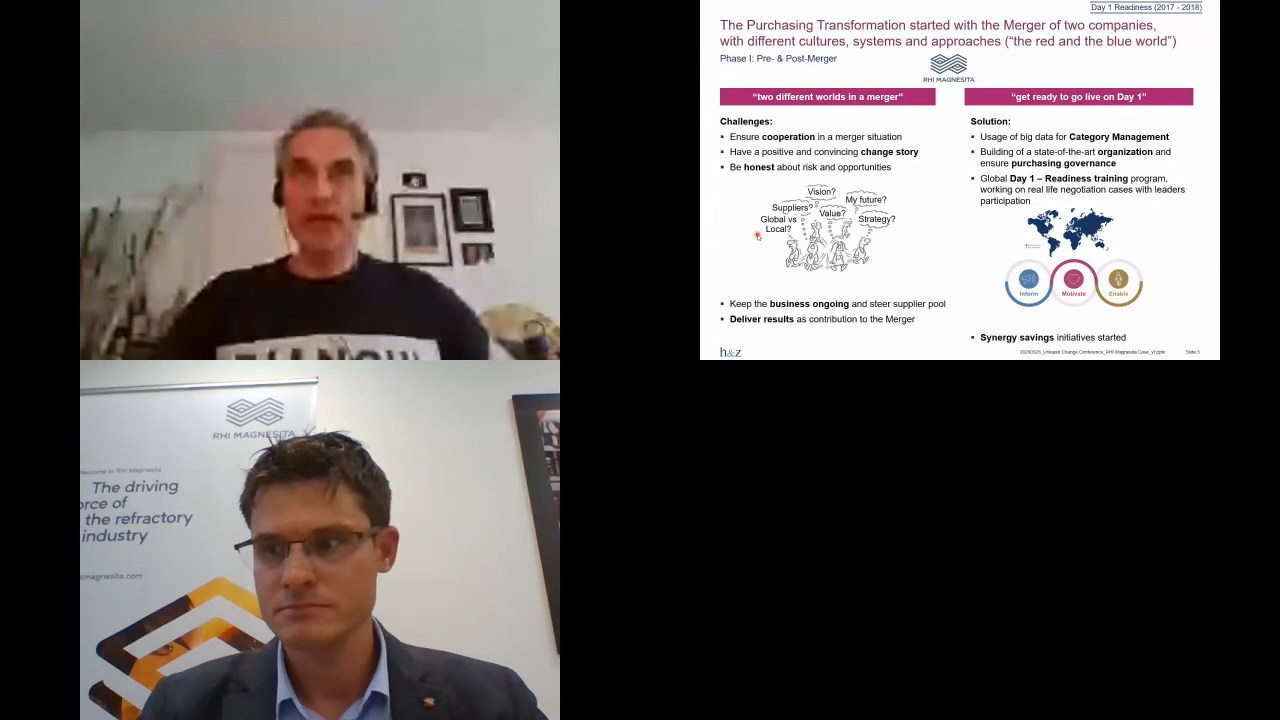 Day 1 Readiness (2017 - 2018)
The Purchasing Transformation started with the Merger of two companies,
with different cultures, systems and approaches (“the red and the blue world”)
Phase I: Pre- & Post-Merger
RHI MAGNESITA
“two different worlds in a merger”
Challenges:
▪ Ensure cooperation in a merger situation
▪ Have a positive and convincing change story
▪ Be honest about risk and opportunities
Vision?
My future?
Suppliers?
Value?
Global vs
Local?
Strategy?
▪ Keep the business ongoing and steer supplier pool
▪ Deliver results as contribution to the Merger
“get ready to go live on Day 1”
Solution:
▪ Usage of big data for Category Management
▪ Building of a state-of-the-art organization and
ensure purchasing governance
▪ Global Day 1 – Readiness training program,
working on real life negotiation cases with leaders
participation
Inform
Motivate
Enable
▪ Synergy savings initiatives started
h&z
Slide 5
RHI MAGNESITA
Welcome to RHI Magnesita
The driving
orce of
the refractory
industry
imagnesita.com